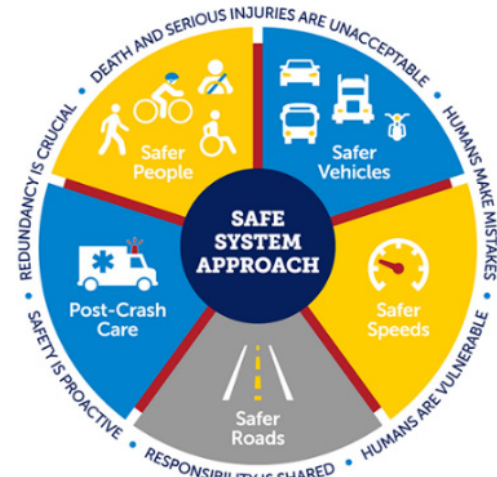 DEATH AND SERIOUS INJURIES ARE UNACCEPTABLE
HUMANS MAKE MISTAKES
HUMANS ARE VULNERABLE
RESPONSIBILITY IS SHARED
SAFETY IS PROACTIVE
REDUNDANCY IS CRUCIAL
Safer
People
Safer
Vehicles
SAFE
SYSTEM
APPROACH
Post-Crash
Care
Safer
Speeds
Safer
Roads